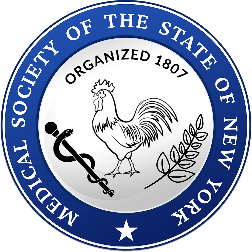 MEDICAL SOCIETY OF THE STATE OF NEW YORK
ORGANIZED 1807